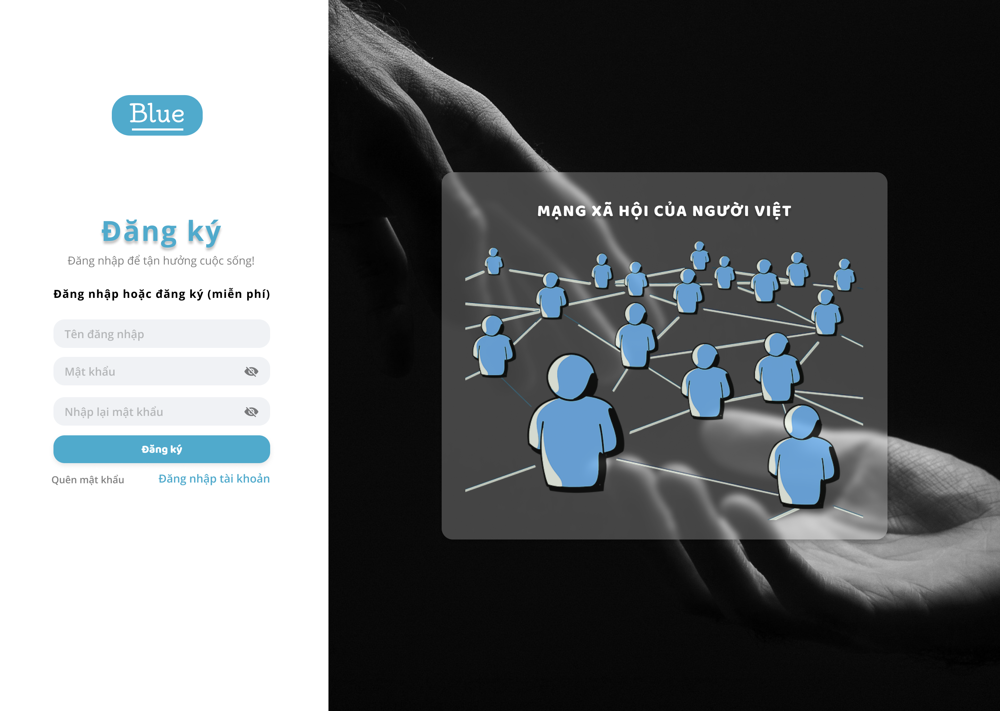 Blue
Đăng ký
Đăng nhập để tận hưởng cuộc sống!
Đăng nhập hoặc đăng ký (miễn phí)
Tên đăng nhập
Mật khẩu
Nhập lại mật khẩu
Đăng ký
Quên mật khẩu
Đăng nhập tài khoản
MẠNG XÃ HỘI CỦA NGƯỜI VIỆT